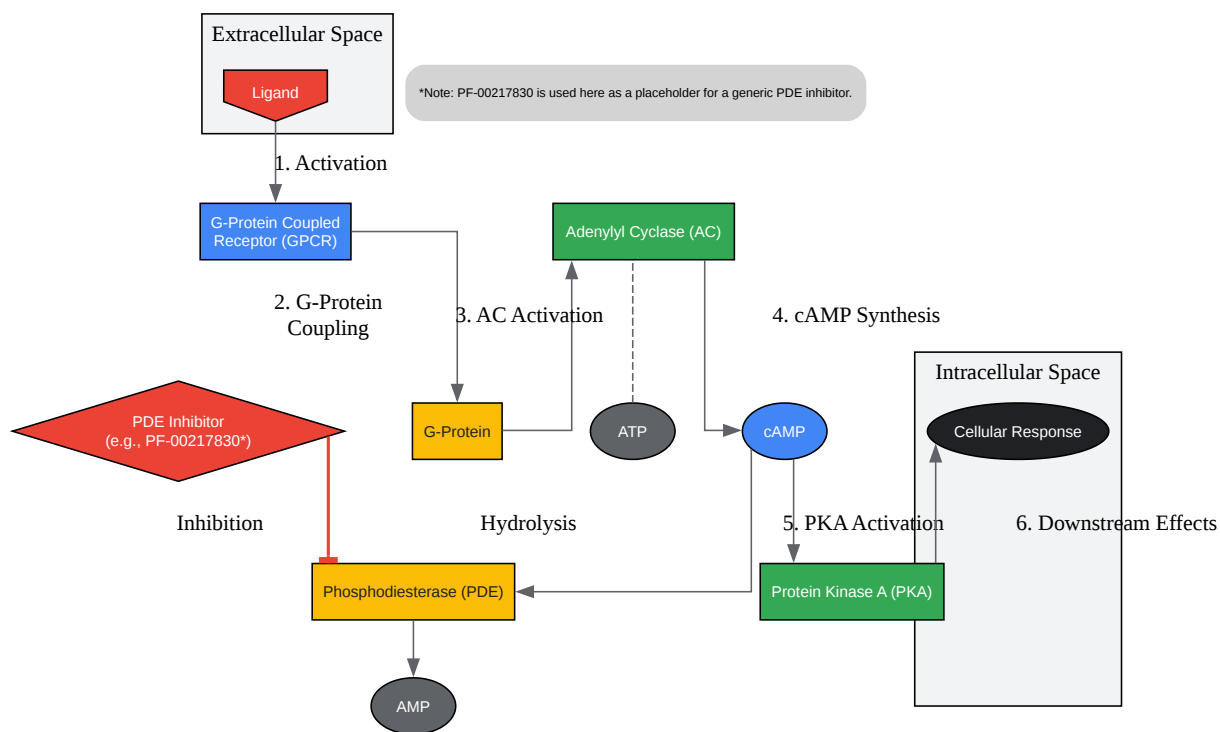 Extracellular Space
Ligand
*Note: PF-00217830 is used here as a placeholder for a generic PDE inhibitor.
1. Activation
G-Protein Coupled
Receptor (GPCR)
Adenylyl Cyclase (AC)
2. G-Protein
Coupling
3. AC Activation
4. cAMP Synthesis
Intracellular Space
PDE Inhibitor
(e.g., PF-00217830*)
G-Protein
ATP
cAMP
Cellular Response
Inhibition
Hydrolysis
5. PKA Activation
6. Downstream Effects
Phosphodiesterase (PDE)
Protein Kinase A (PKA)
AMP